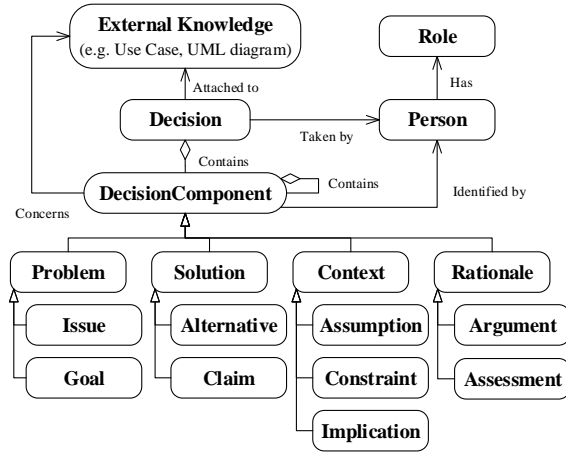 External Knowledge
(e.g. Use Case, UML diagram)
Role
Attached to
Has
Decision
Taken by
Person
Contains
DecisionComponent
Contains
Identified by
Concerns
Problem
Solution
Context
Rationale
Issue
Alternative
Assumption
Argument
Goal
Claim
Constraint
Assessment
Implication